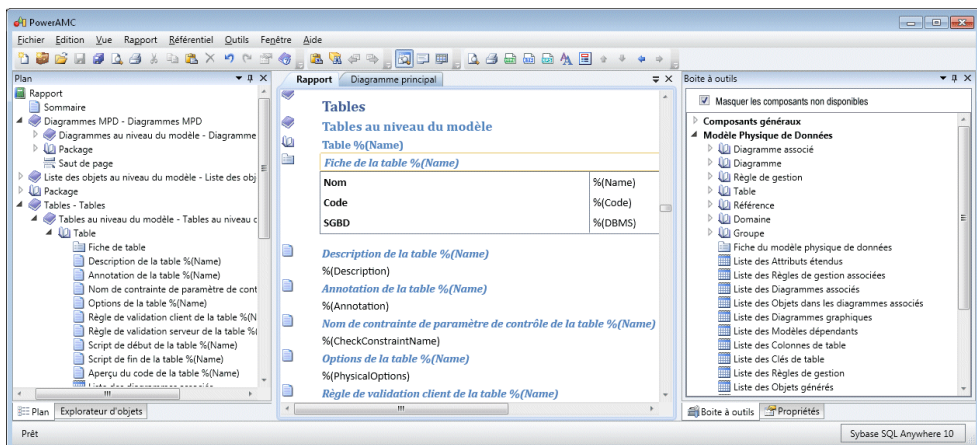 PowerAMC
Fichier Edition Vue Rapport Référentiel Outils Fenêtre Aide
Plan
Rapport
Sommaire
Diagrammes MPD - Diagrammes MPD
Diagrammes au niveau du modèle - Diagramme
Package
Saut de page
Liste des objets au niveau du modèle - Liste des obj
Package
Tables - Tables
Tables au niveau du modèle - Tables au niveau c
Table
Fiche de table
Description de la table %(Name)
Annotation de la table %(Name)
Nom de contrainte de paramètre de cont
Options de la table %(Name)
Règle de validation client de la table %(N
Règle de validation serveur de la table %(
Script de début de la table %(Name)
Script de fin de la table %(Name)
Aperçu du code de la table %(Name)
Liste des diagrammes associés
Plan Explorateur d'objets
Rapport Diagramme principal
Tables
Tables au niveau du modèle
Table %(Name)
Fiche de la table %(Name)
Nom %(Name)
Code %(Code)
SGBD %(DBMS)
Description de la table %(Name)
%(Description)
Annotation de la table %(Name)
%(Annotation)
Nom de contrainte de paramètre de contrôle de la table %(Name)
%(CheckConstraintName)
Options de la table %(Name)
%(PhysicalOptions)
Règle de validation client de la table %(Name)
Boite à outils
Masquer les composants non disponibles
Composants généraux
Modèle Physique de Données
Diagramme associé
Diagramme
Règle de gestion
Table
Référence
Domaine
Groupe
Fiche du modèle physique de données
Liste des Attributs étendus
Liste des Règles de gestion associées
Liste des Diagrammes associés
Liste des Objets dans les diagrammes associés
Liste des Diagrammes graphiques
Liste des Modèles dépendants
Liste des Colonnes de table
Liste des Clés de table
Liste des Règles de gestion
Liste des Objets générés
Boite à outils Propriétés
Prêt
Sybase SQL Anywhere 10